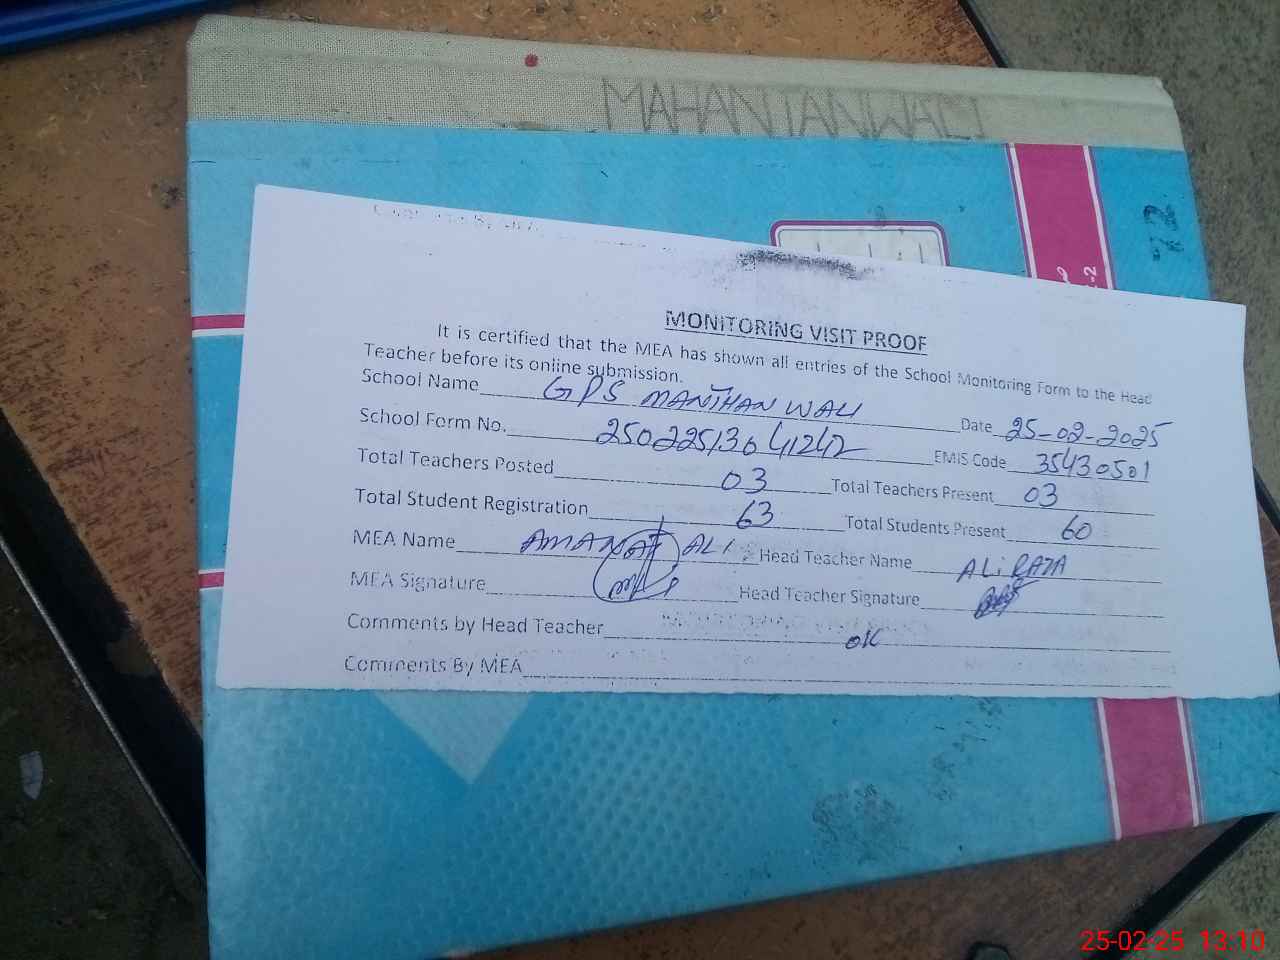 MAHANTANWALI
22
-2
MONITORING VISIT PROOF
It is certified that the MEA has shown all entries of the School Monitoring Form to the Head
Teacher before its online submission.
School Name GPS MANTHAN WALI Date 25-02-2025
School Form No. 25022513041242 EMIS Code 35430501
Total Teachers Posted 03 Total Teachers Present 03
Total Student Registration 63 Total Students Present 60
MEA Name AMANAT ALI Head Teacher Name ALI RAZA
MEA Signature Head Teacher Signature
Comments by Head Teacher OK
Comments By MEA
25-02-25 13:10